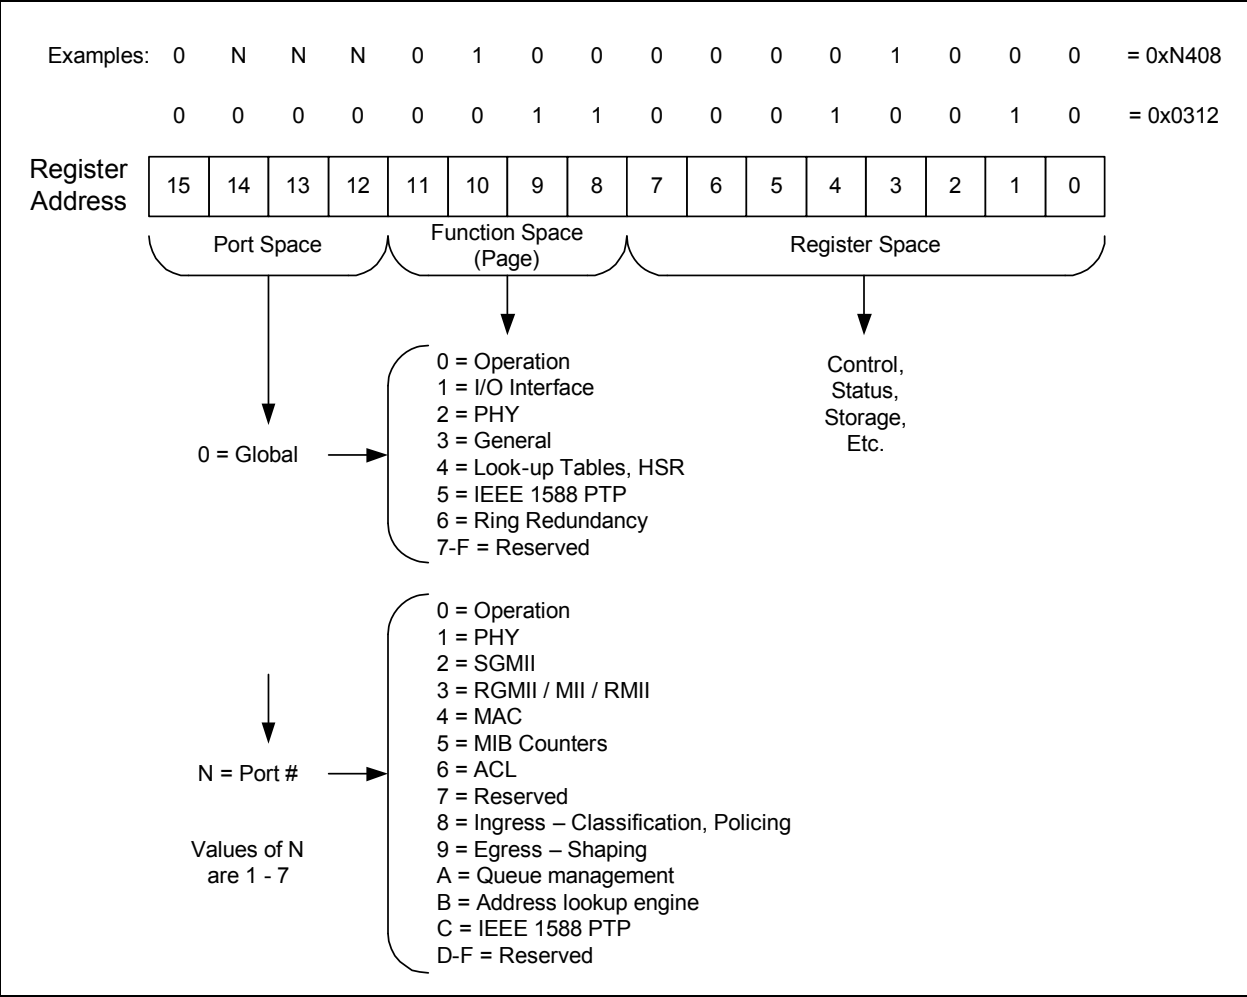 Examples: 0 N N N 0 1 0 0 0 0 0 0 1 0 0 0 = 0xN408
0 0 0 0 0 0 1 1 0 0 0 1 0 0 1 0 = 0x0312
Register
Address
15 14 13 12 11 10 9 8 7 6 5 4 3 2 1 0
Port Space
Function Space
(Page)
Register Space
0 = Global
0 = Operation
1 = I/O Interface
2 = PHY
3 = General
4 = Look-up Tables, HSR
5 = IEEE 1588 PTP
6 = Ring Redundancy
7-F = Reserved
Control,
Status,
Storage,
Etc.
N = Port #
Values of N
are 1 - 7
0 = Operation
1 = PHY
2 = SGMII
3 = RGMII / MII / RMII
4 = MAC
5 = MIB Counters
6 = ACL
7 = Reserved
8 = Ingress – Classification, Policing
9 = Egress – Shaping
A = Queue management
B = Address lookup engine
C = IEEE 1588 PTP
D-F = Reserved